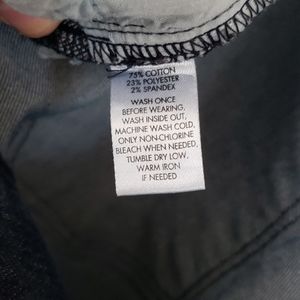 75% COTTON
23% POLYESTER
2% SPANDEX
WASH ONCE
BEFORE WEARING,
WASH INSIDE OUT,
MACHINE WASH COLD,
ONLY NON-CHLORINE
BLEACH WHEN NEEDED,
TUMBLE DRY LOW,
WARM IRON
IF NEEDED